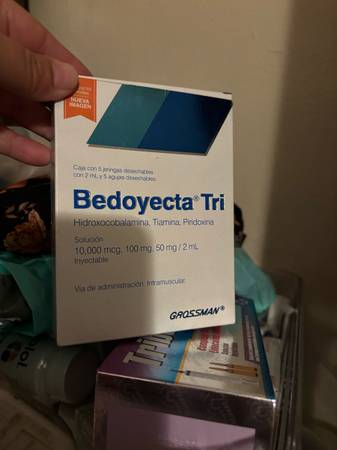 NUEVA
IMAGEN
Caja con 5 jeringas desechables
con 2 mL y 5 agujas desechables
Bedoyecta® Tri
Hidroxocobalamina, Tiamina, Piridoxina
Solución
10,000 mcg, 100 mg, 50 mg / 2 mL
Inyectable
Vía de administración: Intramuscular.
GROSSMAN®